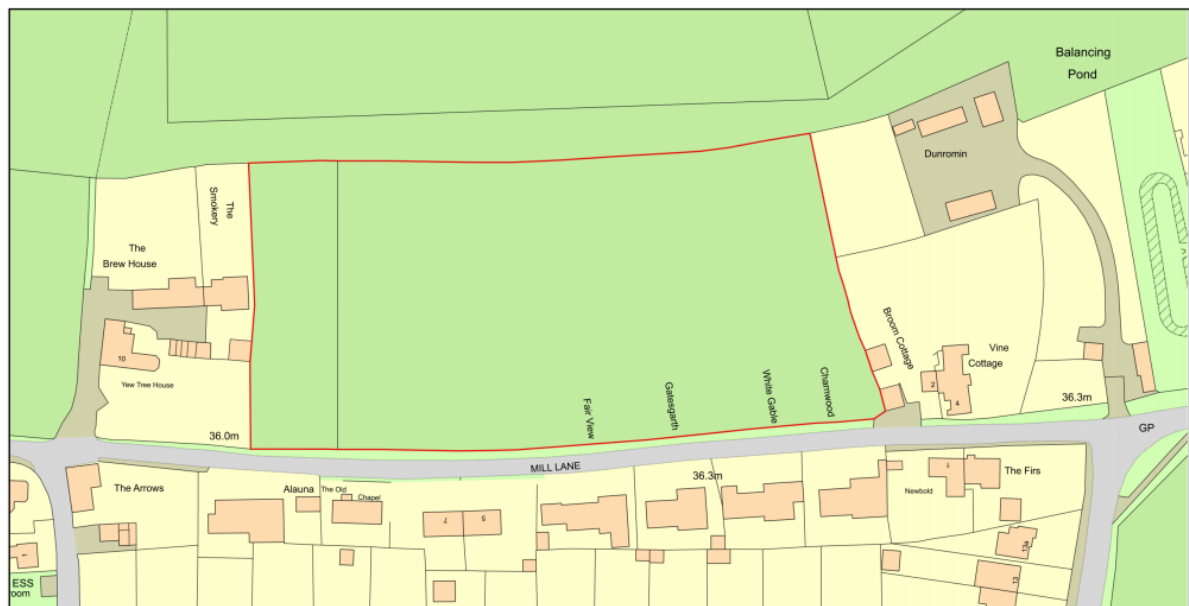 Balancing
Pond
Dunromin
The
Smokery
The
Brew House
Broom Cottage
Vine
Cottage
10
2
4
Yew Tree House
Fair View
Gatesgarth
White Gable
Charnwood
36.0m
36.3m
GP
MILL LANE
36.3m
The Arrows
Alauna
The Old
Chapel
7
5
1
Newbold
The Firs
1
ESS
room